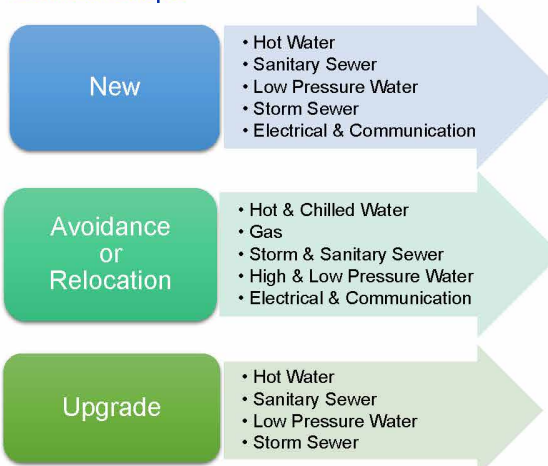 New
• Hot Water
• Sanitary Sewer
• Low Pressure Water
• Storm Sewer
• Electrical & Communication
Avoidance
or
Relocation
• Hot & Chilled Water
• Gas
• Storm & Sanitary Sewer
• High & Low Pressure Water
• Electrical & Communication
Upgrade
• Hot Water
• Sanitary Sewer
• Low Pressure Water
• Storm Sewer